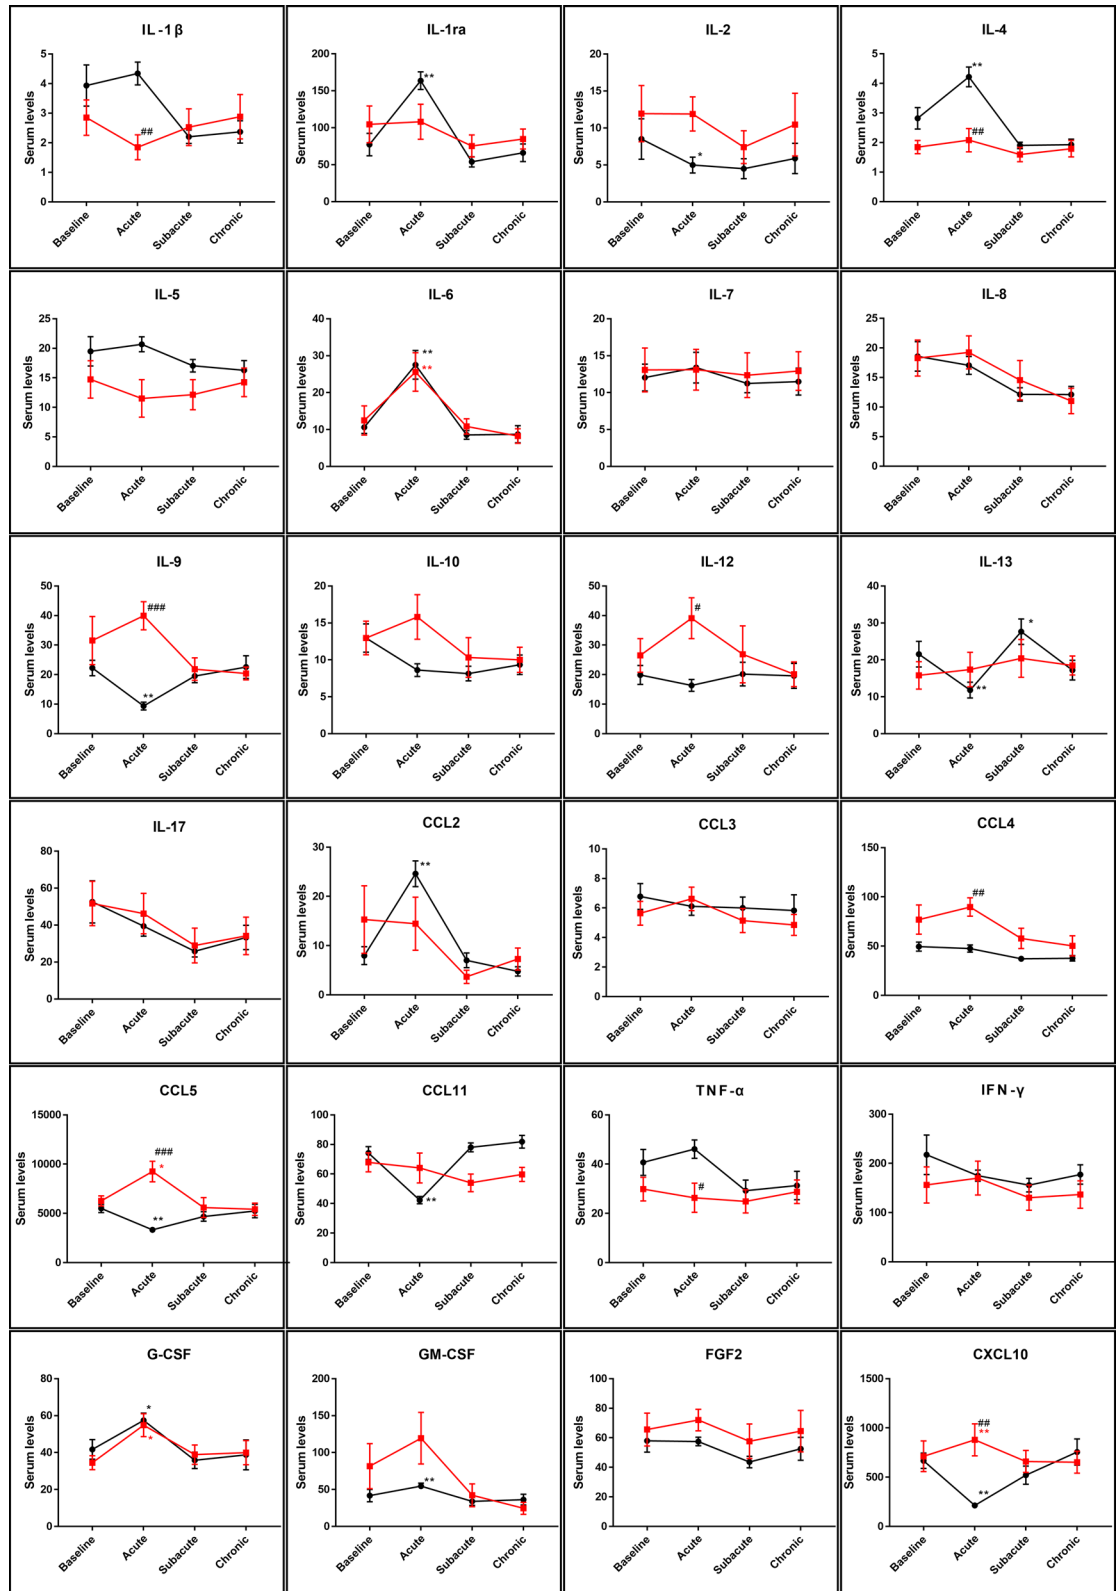 IL-1β
5
4
3
2
1
0
Serum levels
##
Baseline
Acute
Subacute
Chronic
IL-1ra
200
150
100
50
0
Serum levels
**
Baseline
Acute
Subacute
Chronic
IL-2
20
15
10
5
0
Serum levels
*
Baseline
Acute
Subacute
Chronic
IL-4
5
4
3
2
1
0
Serum levels
**
##
Baseline
Acute
Subacute
Chronic
IL-5
25
20
15
10
5
0
Serum levels
Baseline
Acute
Subacute
Chronic
IL-6
40
30
20
10
0
Serum levels
**
**
Baseline
Acute
Subacute
Chronic
IL-7
20
15
10
5
0
Serum levels
Baseline
Acute
Subacute
Chronic
IL-8
25
20
15
10
5
0
Serum levels
Baseline
Acute
Subacute
Chronic
IL-9
50
40
30
20
10
0
Serum levels
###
**
Baseline
Acute
Subacute
Chronic
IL-10
20
15
10
5
0
Serum levels
Baseline
Acute
Subacute
Chronic
IL-12
50
40
30
20
10
0
Serum levels
#
Baseline
Acute
Subacute
Chronic
IL-13
40
30
20
10
0
Serum levels
*
**
Baseline
Acute
Subacute
Chronic
IL-17
80
60
40
20
0
Serum levels
Baseline
Acute
Subacute
Chronic
CCL2
30
20
10
0
Serum levels
**
Baseline
Acute
Subacute
Chronic
CCL3
8
6
4
2
0
Serum levels
Baseline
Acute
Subacute
Chronic
CCL4
150
100
50
0
Serum levels
##
Baseline
Acute
Subacute
Chronic
CCL5
15000
10000
5000
0
Serum levels
###
*
**
Baseline
Acute
Subacute
Chronic
CCL11
100
80
60
40
20
0
Serum levels
**
Baseline
Acute
Subacute
Chronic
TNF-α
60
40
20
0
Serum levels
#
Baseline
Acute
Subacute
Chronic
IFN-γ
300
200
100
0
Serum levels
Baseline
Acute
Subacute
Chronic
G-CSF
80
60
40
20
0
Serum levels
*
*
Baseline
Acute
Subacute
Chronic
GM-CSF
200
150
100
50
0
Serum levels
**
Baseline
Acute
Subacute
Chronic
FGF2
100
80
60
40
20
0
Serum levels
Baseline
Acute
Subacute
Chronic
CXCL10
1500
1000
500
0
Serum levels
##
**
**
Baseline
Acute
Subacute
Chronic